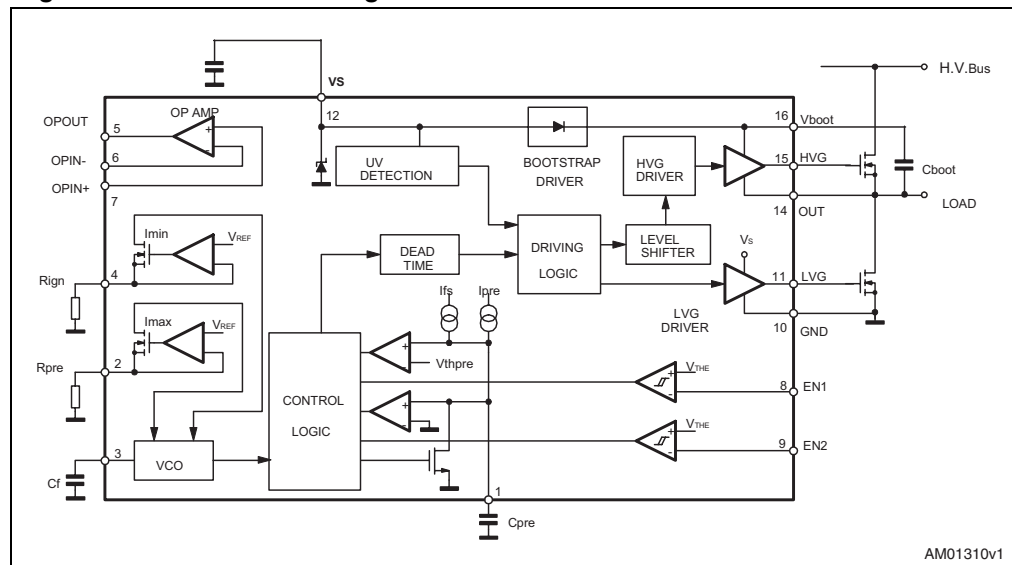 VS
H.V.Bus
OP AMP
12
16 Vboot
OPOUT 5
+
-
OPIN- 6
OPIN+
7
UV
DETECTION
BOOTSTRAP
DRIVER
HVG
DRIVER
15 HVG
Cboot
14 OUT
LOAD
Imin
VREF
Rign 4
DEAD
TIME
DRIVING
LOGIC
LEVEL
SHIFTER
VS
11 LVG
LVG
DRIVER
10 GND
Ifs Ipre
Imax
VREF
Rpre 2
+
-
Vthpre
CONTROL
LOGIC
+
-
VTHE
+
-
8 EN1
VTHE
+
-
9 EN2
Cf 3
VCO
1
Cpre
AM01310v1